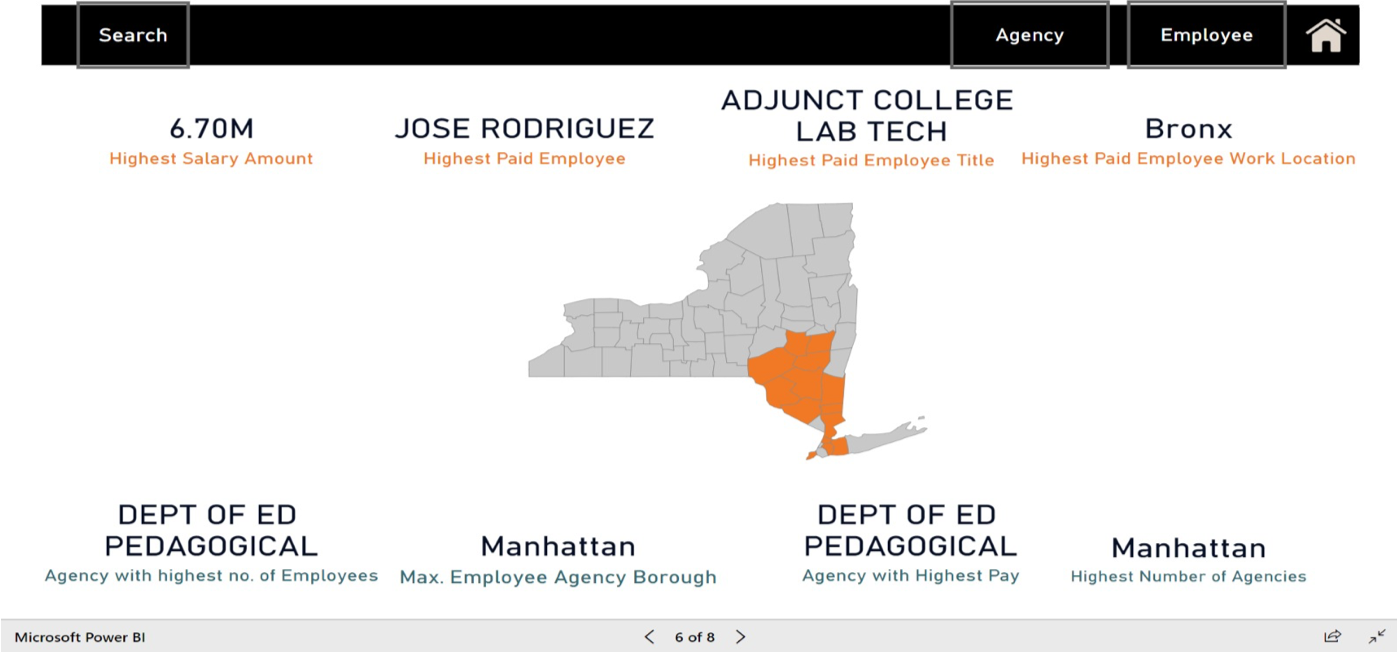 Search
Agency
Employee
6.70M
Highest Salary Amount
JOSE RODRIGUEZ
Highest Paid Employee
ADJUNCT COLLEGE
LAB TECH
Highest Paid Employee Title
Bronx
Highest Paid Employee Work Location
DEPT OF ED
PEDAGOGICAL
Agency with highest no. of Employees
Manhattan
Max. Employee Agency Borough
DEPT OF ED
PEDAGOGICAL
Agency with Highest Pay
Manhattan
Highest Number of Agencies
Microsoft Power BI
6 of 8